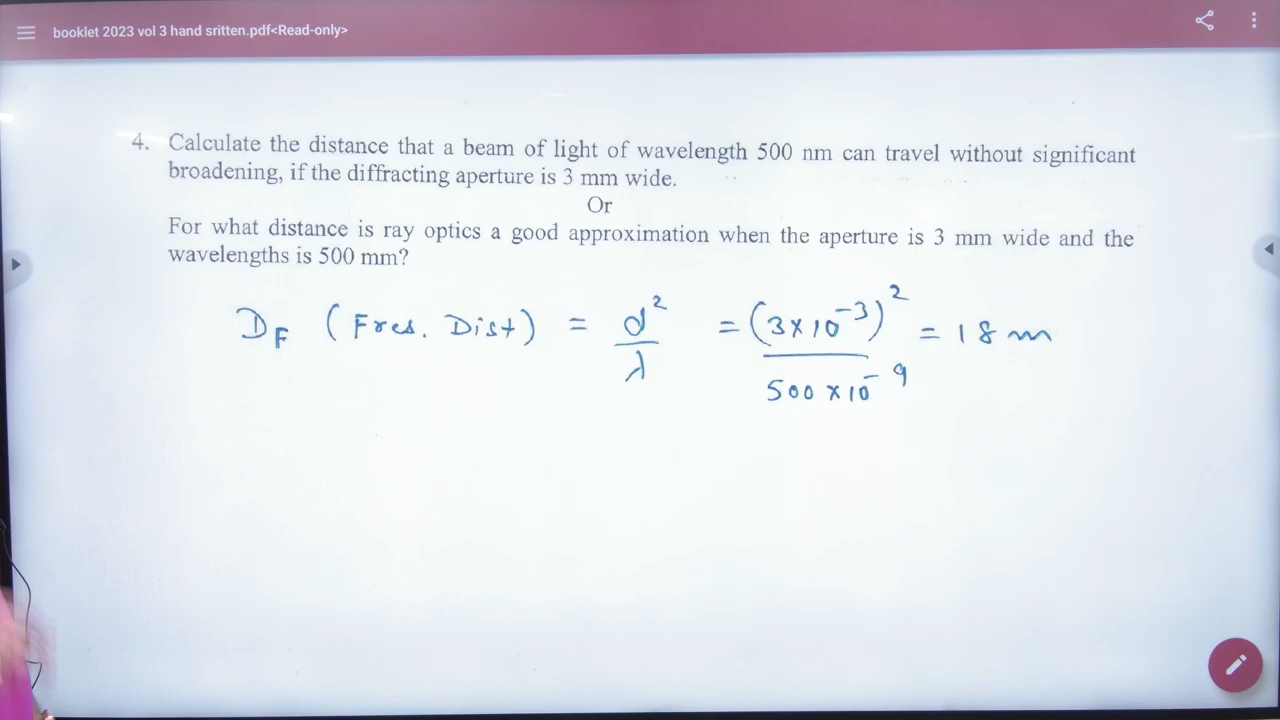 booklet 2023 vol 3 hand sritten.pdf<Read-only>
4. Calculate the distance that a beam of light of wavelength 500 nm can travel without significant
broadening, if the diffracting aperture is 3 mm wide.
Or
For what distance is ray optics a good approximation when the aperture is 3 mm wide and the
wavelengths is 500 mm?
D_F (Fres. Dist) = d²/λ = (3×10⁻³)²/500×10⁻⁹ = 18 m